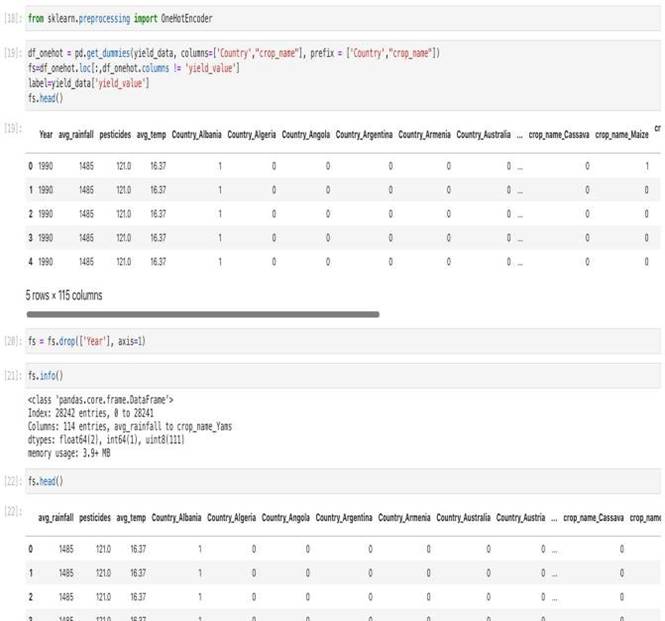 [18]: from sklearn.preprocessing import OneHotEncoder
[19]: df_onehot = pd.get_dummies(yield_data, columns=['Country',"crop_name"], prefix = ['Country',"crop_name"])
fs=df_onehot.loc[:,df_onehot.columns != 'yield_value']
label=yield_data['yield_value']
fs.head()
[19]: Year avg_rainfall pesticides avg_temp Country_Albania Country_Algeria Country_Angola Country_Argentina Country_Armenia Country_Australia ... crop_name_Cassava crop_name_Maize cr
0 1990 1485 121.0 16.37 1 0 0 0 0 0 ... 0 1
1 1990 1485 121.0 16.37 1 0 0 0 0 0 ... 0 0
2 1990 1485 121.0 16.37 1 0 0 0 0 0 ... 0 0
3 1990 1485 121.0 16.37 1 0 0 0 0 0 ... 0 0
4 1990 1485 121.0 16.37 1 0 0 0 0 0 ... 0 0
5 rows × 115 columns
[20]: fs = fs.drop(['Year'], axis=1)
[21]: fs.info()
<class 'pandas.core.frame.DataFrame'>
Index: 28242 entries, 0 to 28241
Columns: 114 entries, avg_rainfall to crop_name_Yams
dtypes: float64(2), int64(1), uint8(111)
memory usage: 3.9+ MB
[22]: fs.head()
[22]: avg_rainfall pesticides avg_temp Country_Albania Country_Algeria Country_Angola Country_Argentina Country_Armenia Country_Australia Country_Austria ... crop_name_Cassava crop_name
0 1485 121.0 16.37 1 0 0 0 0 0 0 ... 0
1 1485 121.0 16.37 1 0 0 0 0 0 0 ... 0
2 1485 121.0 16.37 1 0 0 0 0 0 0 ... 0
3 1485 121.0 16.37 1 0 0 0 0 0 0 ... 0